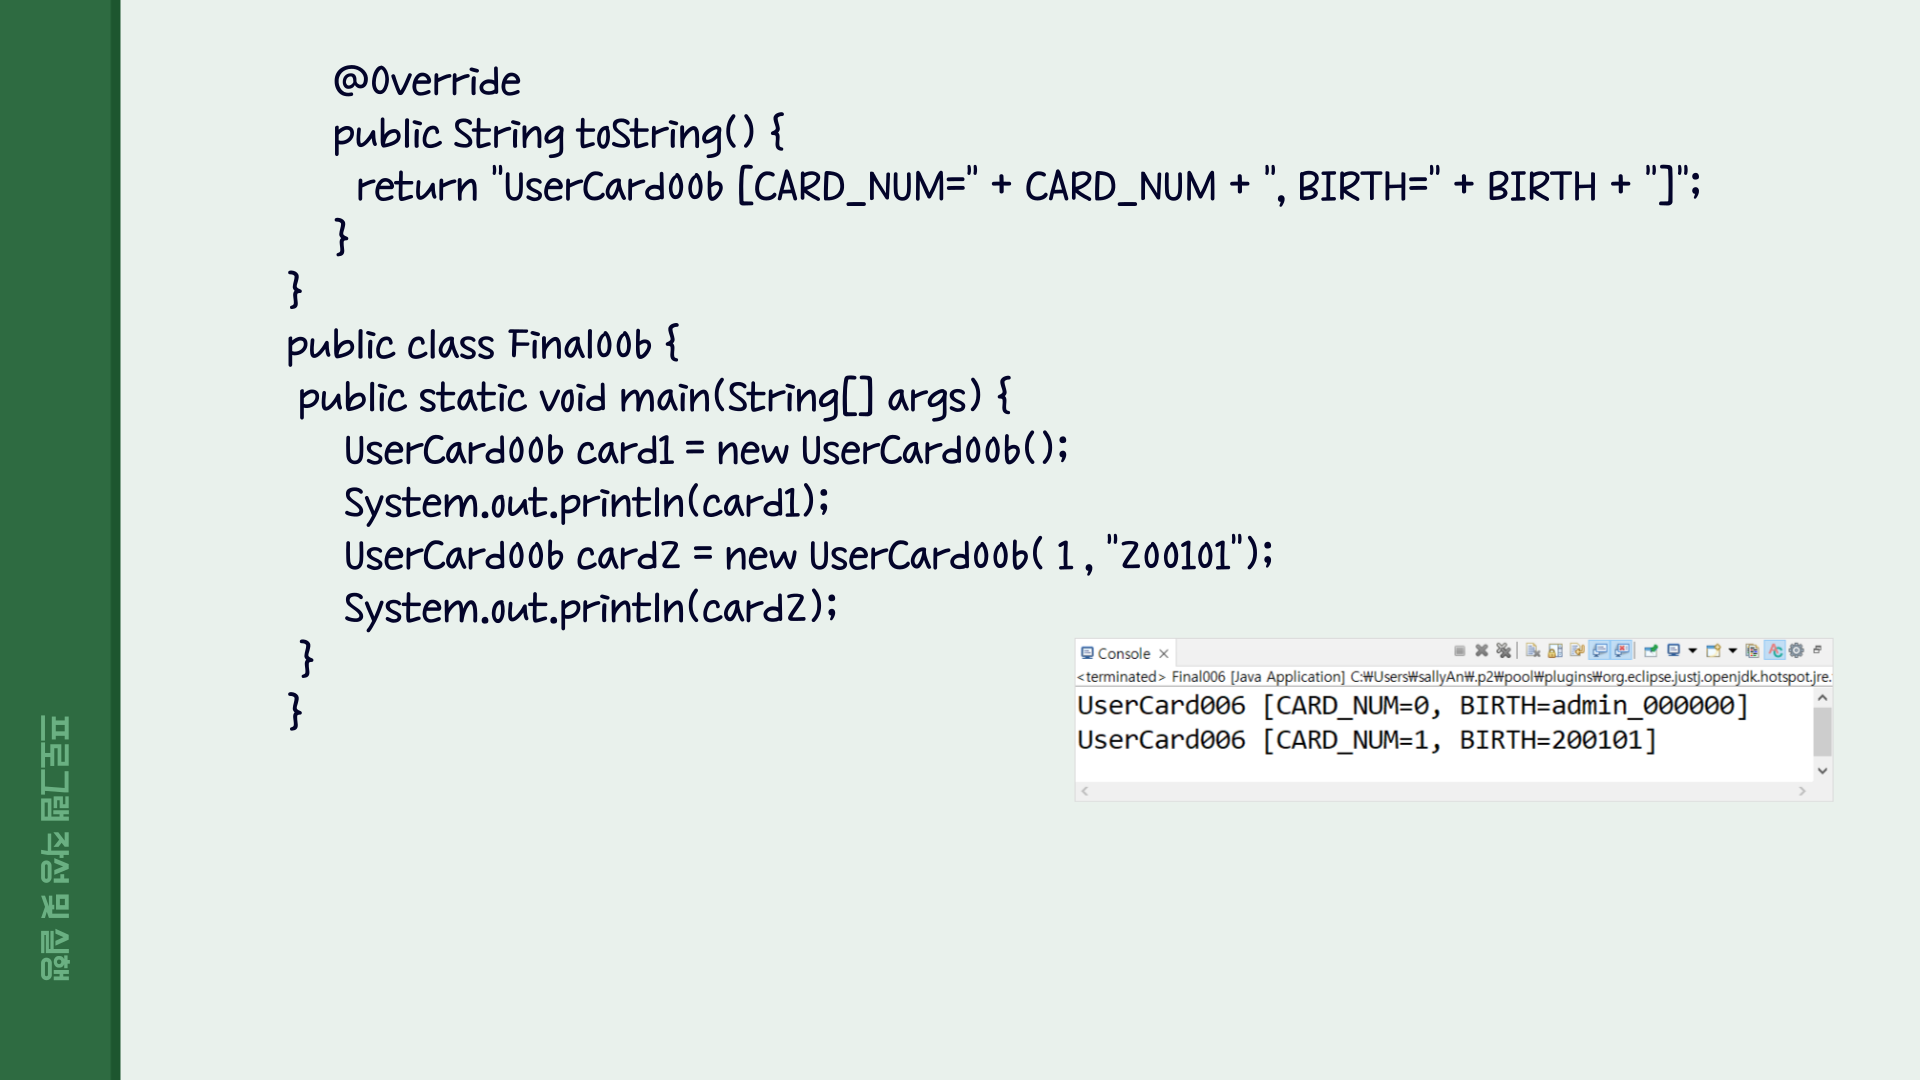 @Override
public String toString() {
return "UserCard006 [CARD_NUM=" + CARD_NUM + ", BIRTH=" + BIRTH + "]";
}
}
public class Final006 {
public static void main(String[] args) {
UserCard006 card1 = new UserCard006();
System.out.println(card1);
UserCard006 card2 = new UserCard006( 1 , "200101");
System.out.println(card2);
}
}
Console
<terminated> Final006 [Java Application] C:₩Users₩sallyAn₩.p2₩pool₩plugins₩org.eclipse.justj.openjdk.hotspot.jre.
UserCard006 [CARD_NUM=0, BIRTH=admin_000000]
UserCard006 [CARD_NUM=1, BIRTH=200101]
프로그램 작성 및 실행